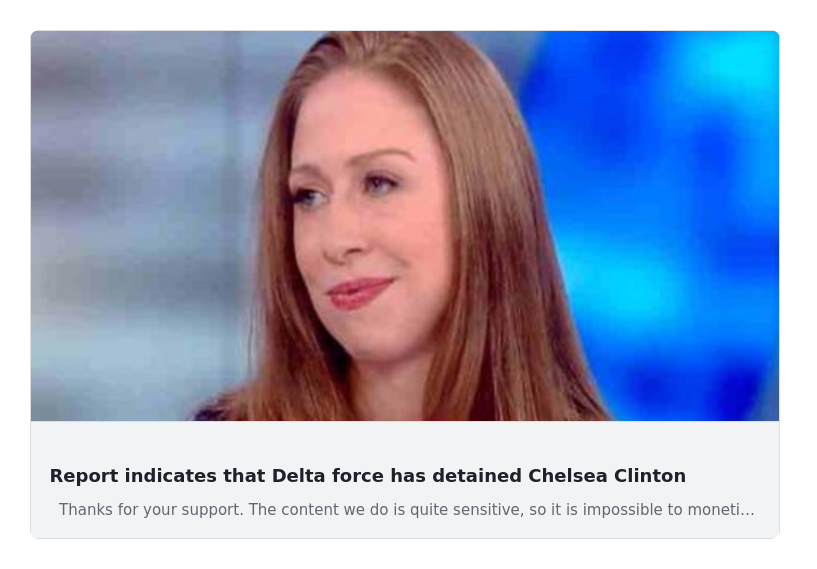 Report indicates that Delta force has detained Chelsea Clinton
Thanks for your support. The content we do is quite sensitive, so it is impossible to moneti...